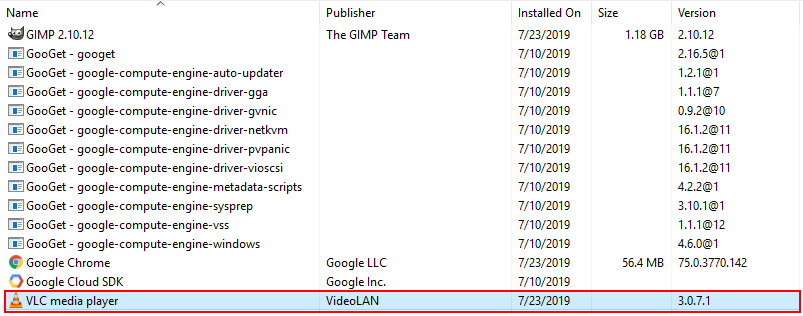 Name Publisher Installed On Size Version
GIMP 2.10.12 The GIMP Team 7/23/2019 1.18 GB 2.10.12
GooGet - googet 7/10/2019 2.16.5@1
GooGet - google-compute-engine-auto-updater 7/10/2019 1.2.1@1
GooGet - google-compute-engine-driver-gga 7/10/2019 1.1.1@7
GooGet - google-compute-engine-driver-gvnic 7/10/2019 0.9.2@10
GooGet - google-compute-engine-driver-netkvm 7/10/2019 16.1.2@11
GooGet - google-compute-engine-driver-pvpanic 7/10/2019 16.1.2@11
GooGet - google-compute-engine-driver-vioscsi 7/10/2019 16.1.2@11
GooGet - google-compute-engine-metadata-scripts 7/10/2019 4.2.2@1
GooGet - google-compute-engine-sysprep 7/10/2019 3.10.1@1
GooGet - google-compute-engine-vss 7/10/2019 1.1.1@12
GooGet - google-compute-engine-windows 7/10/2019 4.6.0@1
Google Chrome Google LLC 7/23/2019 56.4 MB 75.0.3770.142
Google Cloud SDK Google Inc. 7/10/2019
VLC media player VideoLAN 7/23/2019 3.0.7.1